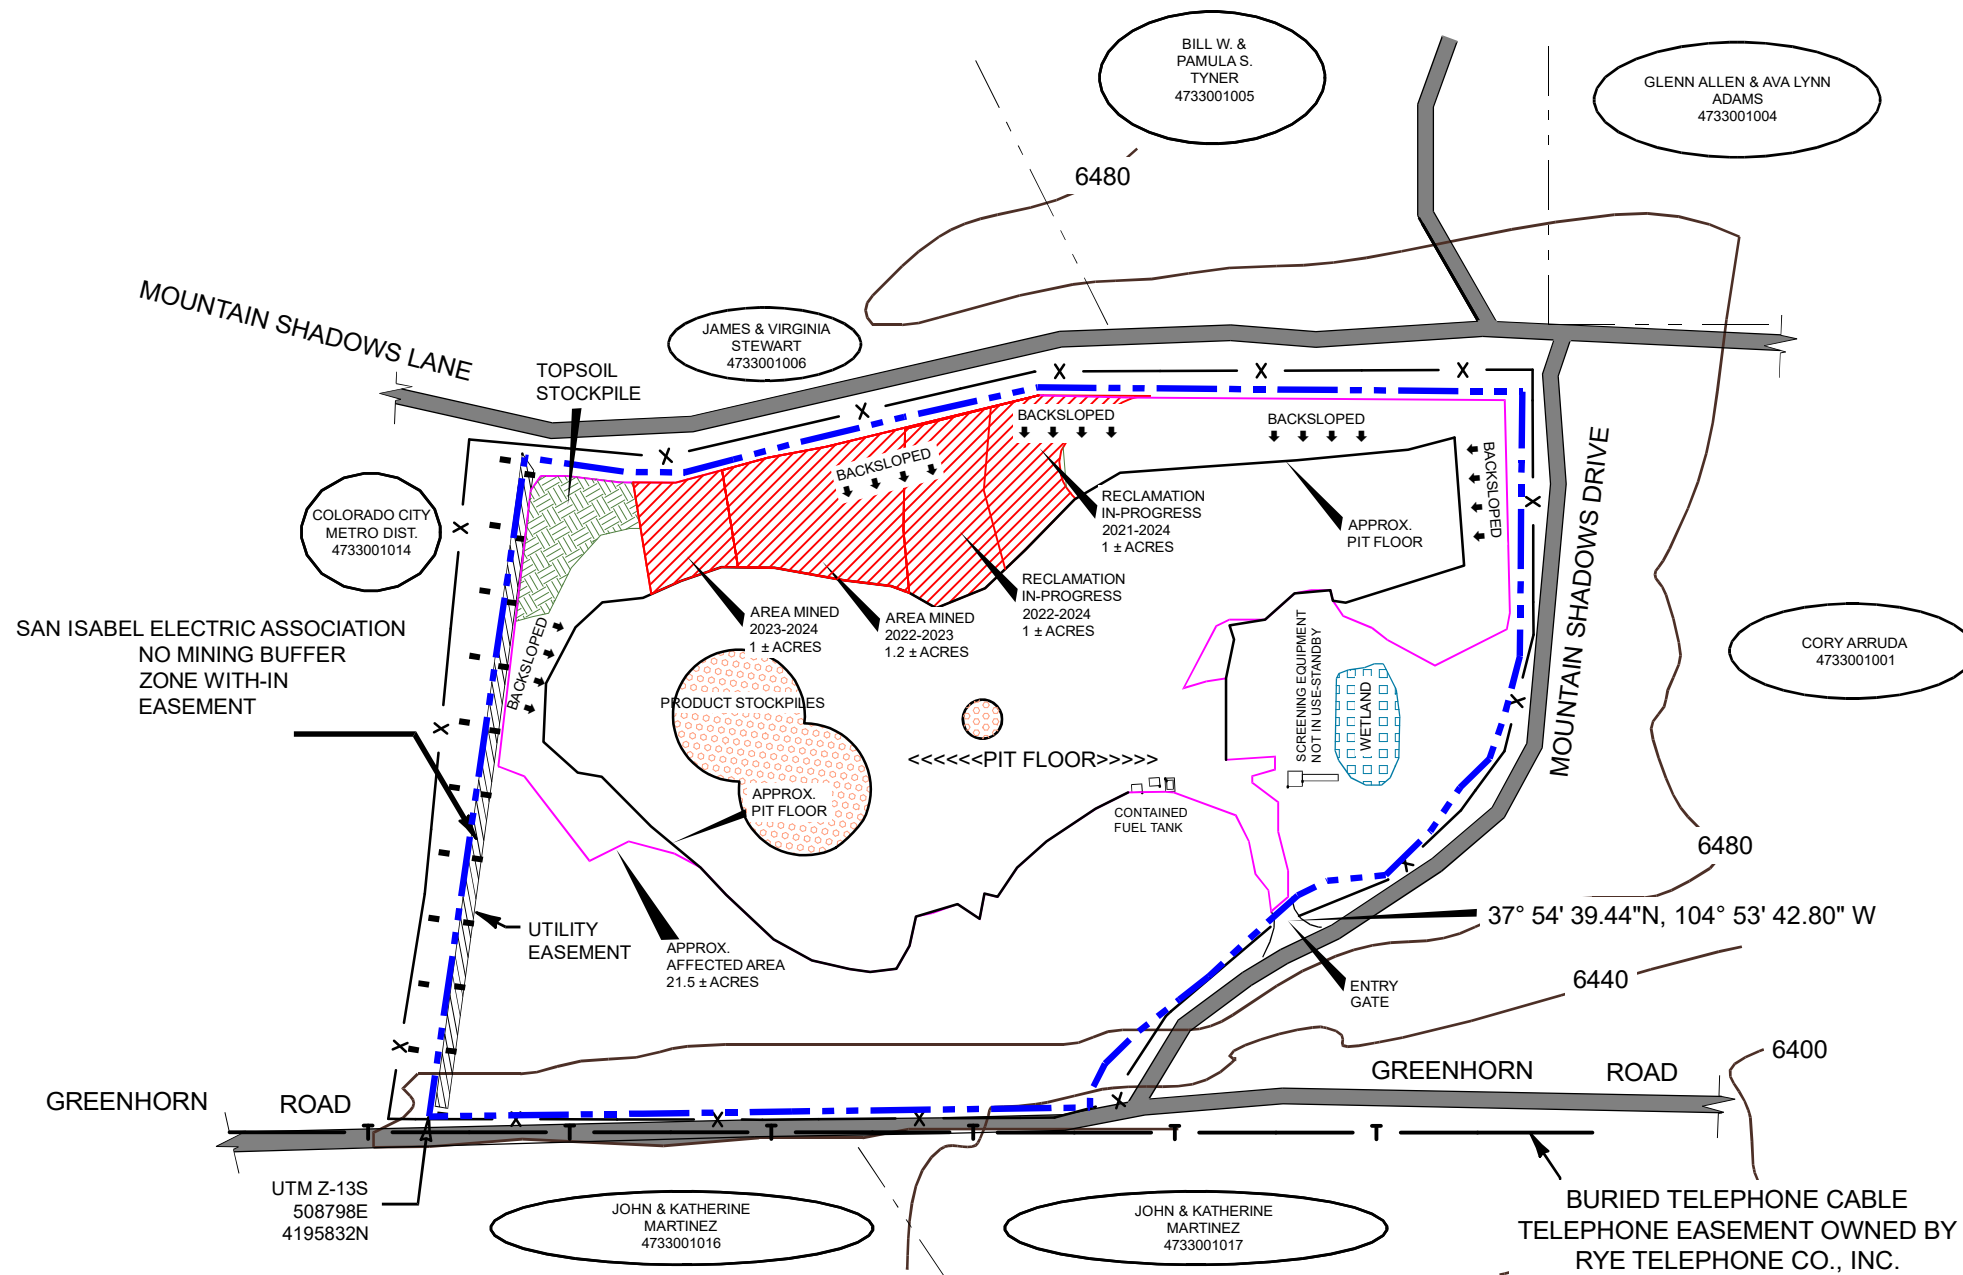 BILL W. &
PAMULA S.
TYNER
4733001005
GLENN ALLEN & AVA LYNN
ADAMS
4733001004
6480
MOUNTAIN SHADOWS LANE
JAMES & VIRGINIA
STEWART
4733001006
TOPSOIL
STOCKPILE
X
X
X
X
X
BACKSLOPED
BACKSLOPED
BACKSLOPED
BACKSLOPED
COLORADO CITY
METRO DIST.
4733001014
X
X
RECLAMATION
IN-PROGRESS
2021-2024
1 ± ACRES
APPROX.
PIT FLOOR
MOUNTAIN SHADOWS DRIVE
RECLAMATION
IN-PROGRESS
2022-2024
1 ± ACRES
AREA MINED
2023-2024
1 ± ACRES
AREA MINED
2022-2023
1.2 ± ACRES
SAN ISABEL ELECTRIC ASSOCIATION
NO MINING BUFFER
ZONE WITH-IN
EASEMENT
BACKSLOPED
CORY ARRUDA
4733001001
SCREENING EQUIPMENT
NOT IN USE-STANDBY
WETLAND
PRODUCT STOCKPILES
X
X
<<<<<<PIT FLOOR>>>>>
APPROX.
PIT FLOOR
CONTAINED
FUEL TANK
6480
X
37° 54' 39.44"N, 104° 53' 42.80" W
UTILITY
EASEMENT
APPROX.
AFFECTED AREA
21.5 ± ACRES
ENTRY
GATE
6440
X
6400
GREENHORN ROAD
GREENHORN ROAD
X
X
X
X
T
T
T
T
T
T
UTM Z-13S
508798E
4195832N
JOHN & KATHERINE
MARTINEZ
4733001016
JOHN & KATHERINE
MARTINEZ
4733001017
BURIED TELEPHONE CABLE
TELEPHONE EASEMENT OWNED BY
RYE TELEPHONE CO., INC.